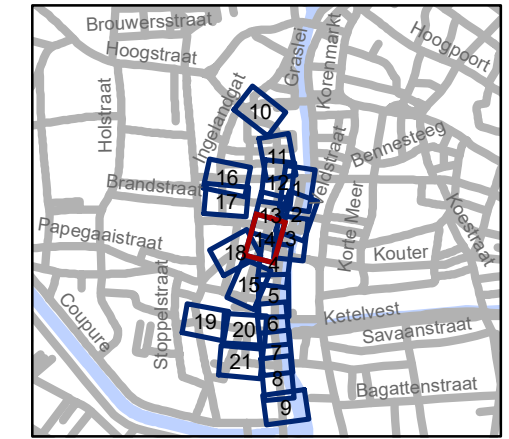 Brouwersstraat
Hoogstraat
Graslei
Korenmarkt
Hoogpoort
Holstraat
Ingelandgat
10
11
Bennesteeg
Veldstraat
16
12
1
Brandstraat
17
13
2
Korte Meer
Koestraat
Papegaaistraat
14
3
18
Kouter
4
15
5
Coupure
Stoppelstraat
19
20
6
Ketelvest
Savaanstraat
21
7
8
Bagattenstraat
9